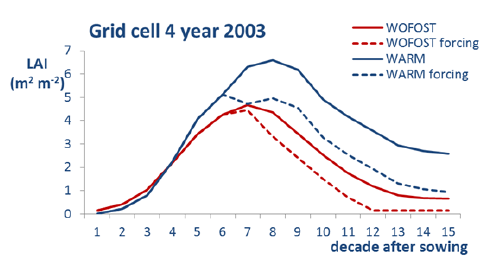 Grid cell 4 year 2003
WOFOST
WOFOST forcing
WARM
WARM forcing
LAI
(m² m-²)
7
6
5
4
3
2
1
0
1 2 3 4 5 6 7 8 9 10 11 12 13 14 15
decade after sowing